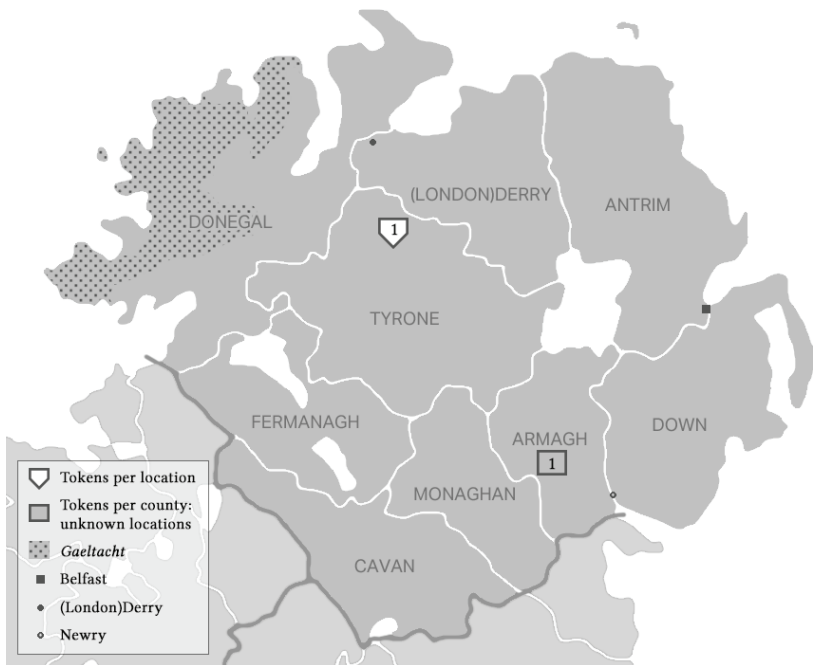 (LONDON)DERRY
ANTRIM
DONEGAL
1
TYRONE
FERMANAGH
ARMAGH
DOWN
1
MONAGHAN
CAVAN
Tokens per location
Tokens per county:
unknown locations
Gaeltacht
Belfast
(London)Derry
Newry